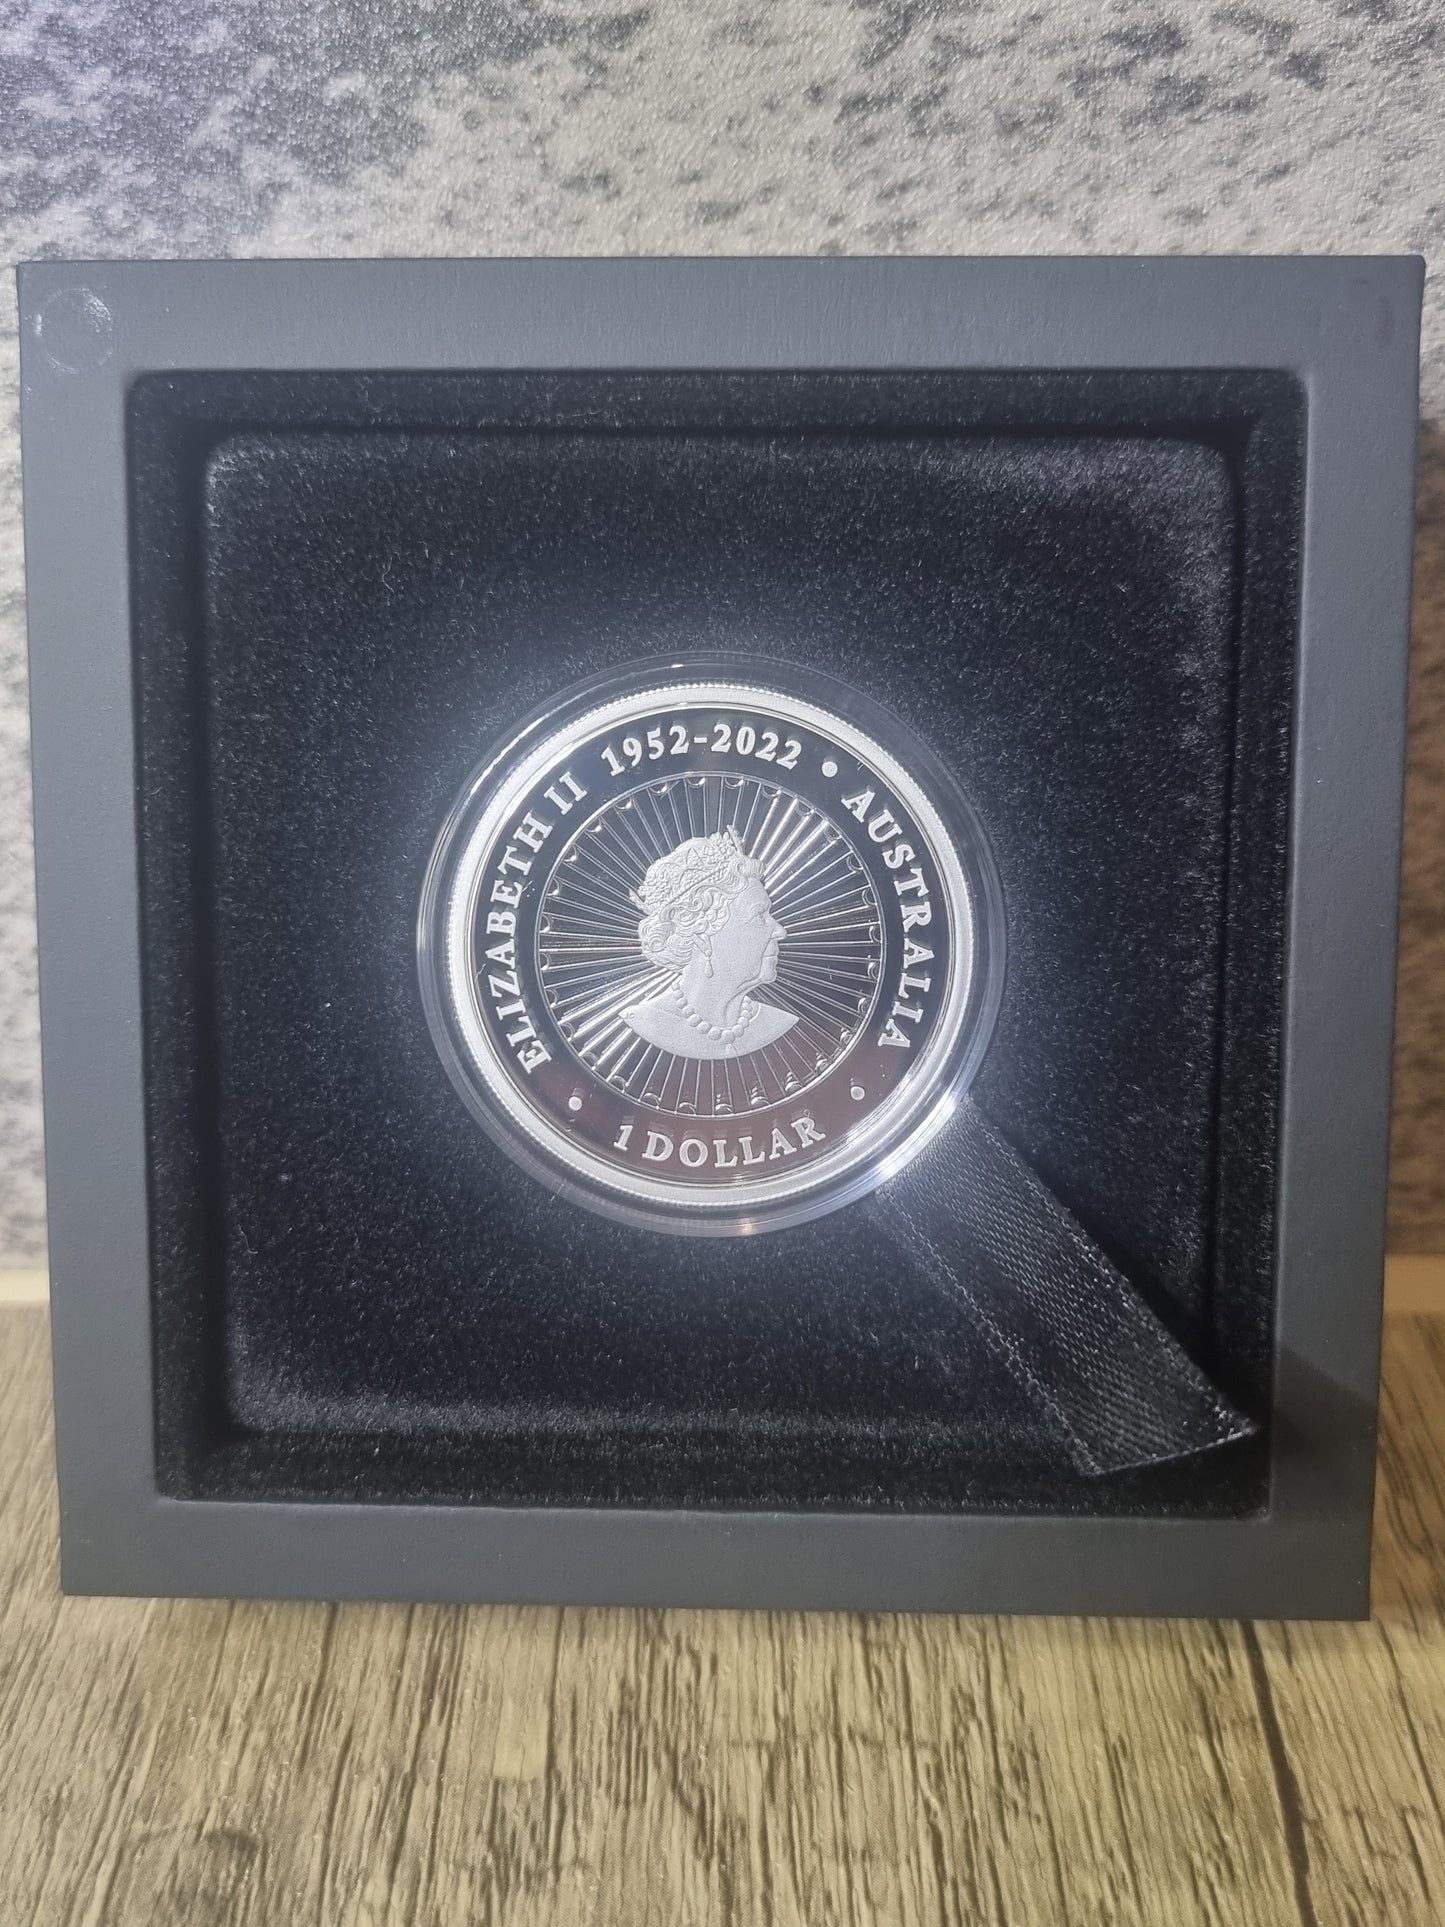 ELIZABETH II 1952-2022 • AUSTRALIA •
1 DOLLAR •